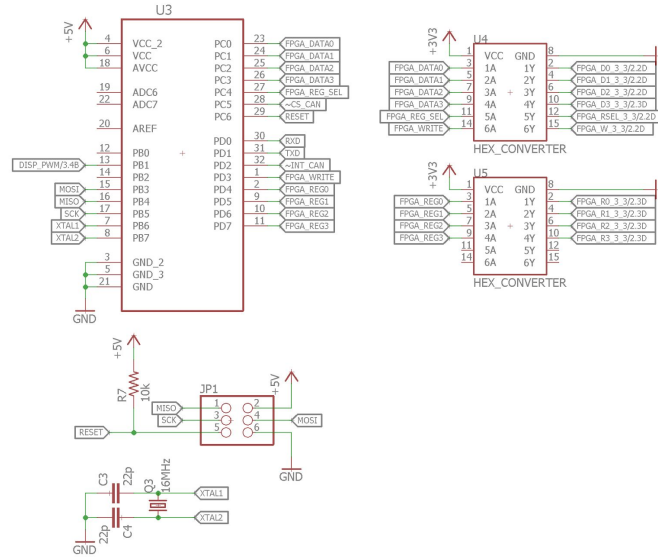 U3
+5V
4 VCC_2 PC0 23 FPGA_DATA0
6 VCC PC1 24 FPGA_DATA1
18 AVCC PC2 25 FPGA_DATA2
PC3 26 FPGA_DATA3
19 ADC6 PC4 27 FPGA_REG_SEL
22 ADC7 PC5 28 ~CS_CAN
PC6 29 RESET
20 AREF
PD0 30 RXD
12 PB0 PD1 31 TXD
DISP_PWM/3.4B 13 PB1 PD2 32 ~INT_CAN
14 PB2 PD3 1 FPGA_WRITE
MOSI 15 PB3 PD4 2 FPGA_REG0
MISO 16 PB4 PD5 9 FPGA_REG1
SCK 17 PB5 PD6 10 FPGA_REG2
XTAL1 7 PB6 PD7 11 FPGA_REG3
XTAL2 8 PB7
3 GND_2
5 GND_3
21 GND
GND
+3V3
U4
1 VCC GND 8
FPGA_DATA0 3 1A 1Y 2 FPGA_D0_3_3/2.2D
FPGA_DATA1 5 2A 2Y 4 FPGA_D1_3_3/2.2D
FPGA_DATA2 7 3A 3Y 6 FPGA_D2_3_3/2.2D
FPGA_DATA3 9 4A 4Y 10 FPGA_D3_3_3/2.2D
FPGA_REG_SEL 11 5A 5Y 12 FPGA_RSEL_3_3/2.2D
FPGA_WRITE 14 6A 6Y 15 FPGA_W_3_3/2.2D
HEX_CONVERTER
+3V3
U5
1 VCC GND 8
FPGA_REG0 3 1A 1Y 2 FPGA_R0_3_3/2.3D
FPGA_REG1 5 2A 2Y 4 FPGA_R1_3_3/2.3D
FPGA_REG2 7 3A 3Y 6 FPGA_R2_3_3/2.3D
FPGA_REG3 9 4A 4Y 10 FPGA_R3_3_3/2.3D
11 5A 5Y 12
14 6A 6Y 15
HEX_CONVERTER
+5V
R7
10k
JP1
+5V
MISO 1 2
SCK 3 4 MOSI
RESET 5 6
GND
C3
22p
Q3
16MHz
XTAL1
XTAL2
22p
C4
GND